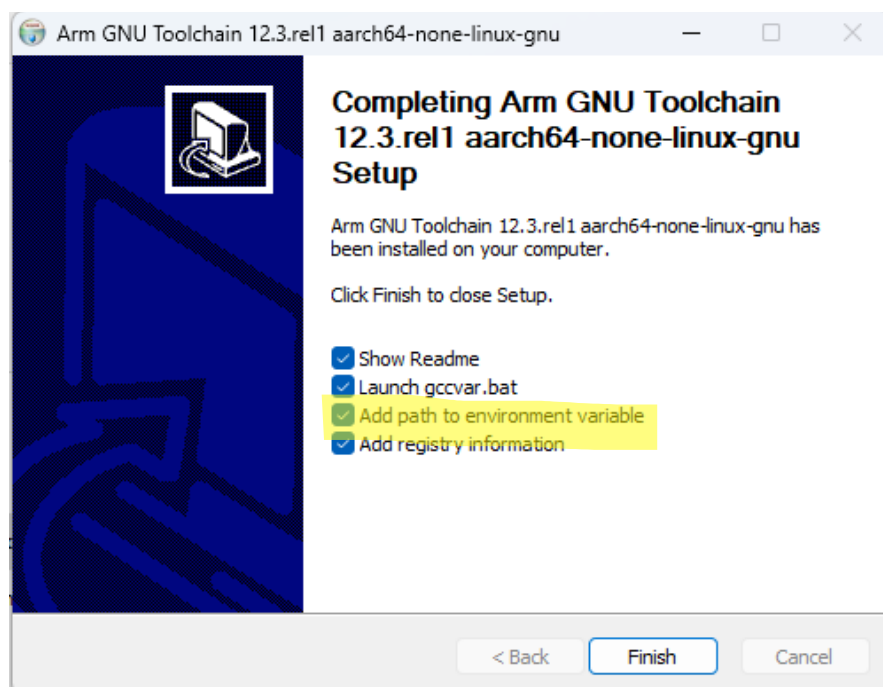 Arm GNU Toolchain 12.3.rel1 aarch64-none-linux-gnu
Completing Arm GNU Toolchain
12.3.rel1 aarch64-none-linux-gnu
Setup
Arm GNU Toolchain 12.3.rel1 aarch64-none-linux-gnu has
been installed on your computer.
Click Finish to close Setup.
Show Readme
Launch gccvar.bat
Add path to environment variable
Add registry information
< Back Finish Cancel